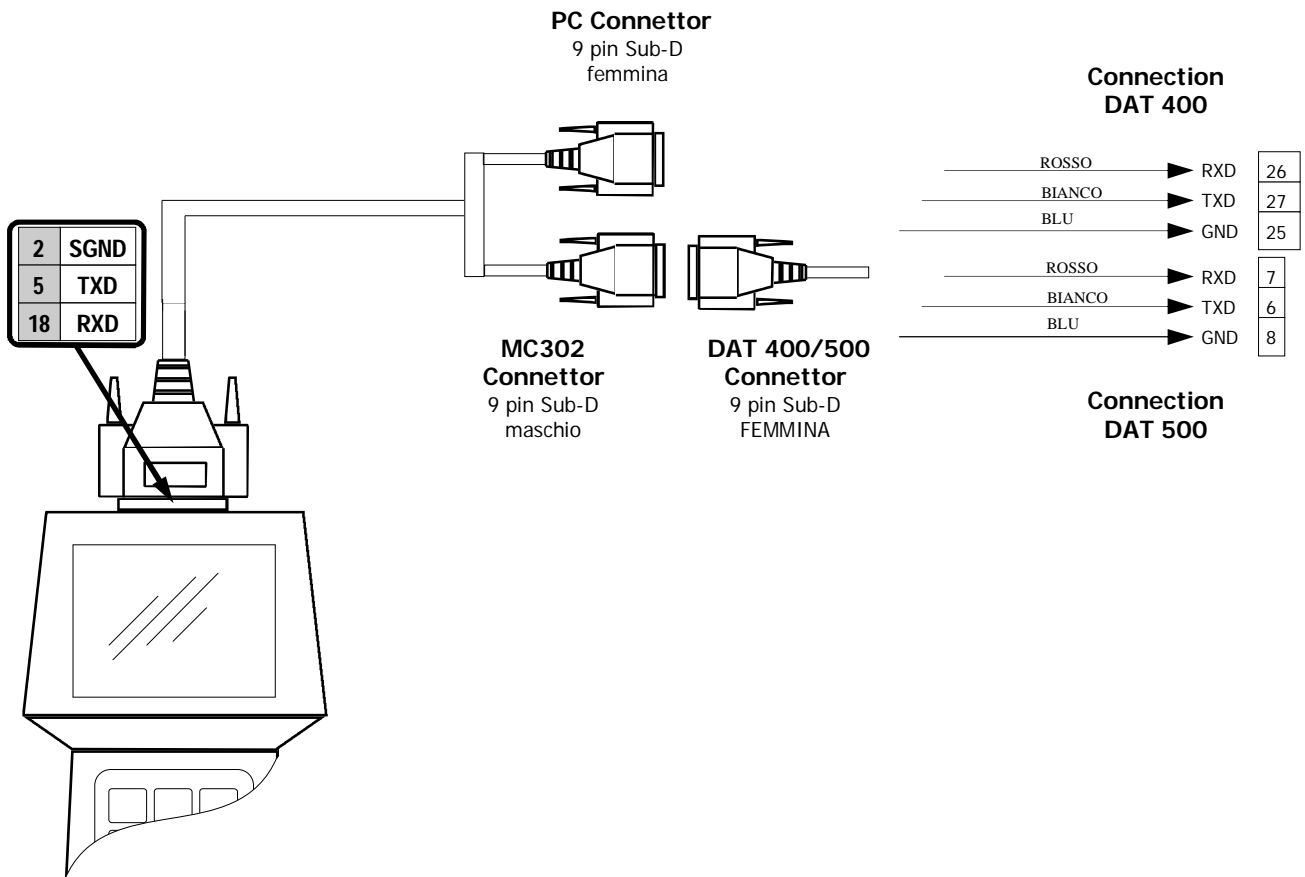 PC Connettor
9 pin Sub-D
femmina
Connection
DAT 400
ROSSO RXD 26
BIANCO TXD 27
BLU GND 25
ROSSO RXD 7
BIANCO TXD 6
BLU GND 8
Connection
DAT 500
2 SGND
5 TXD
18 RXD
MC302
Connettor
9 pin Sub-D
maschio
DAT 400/500
Connettor
9 pin Sub-D
FEMMINA